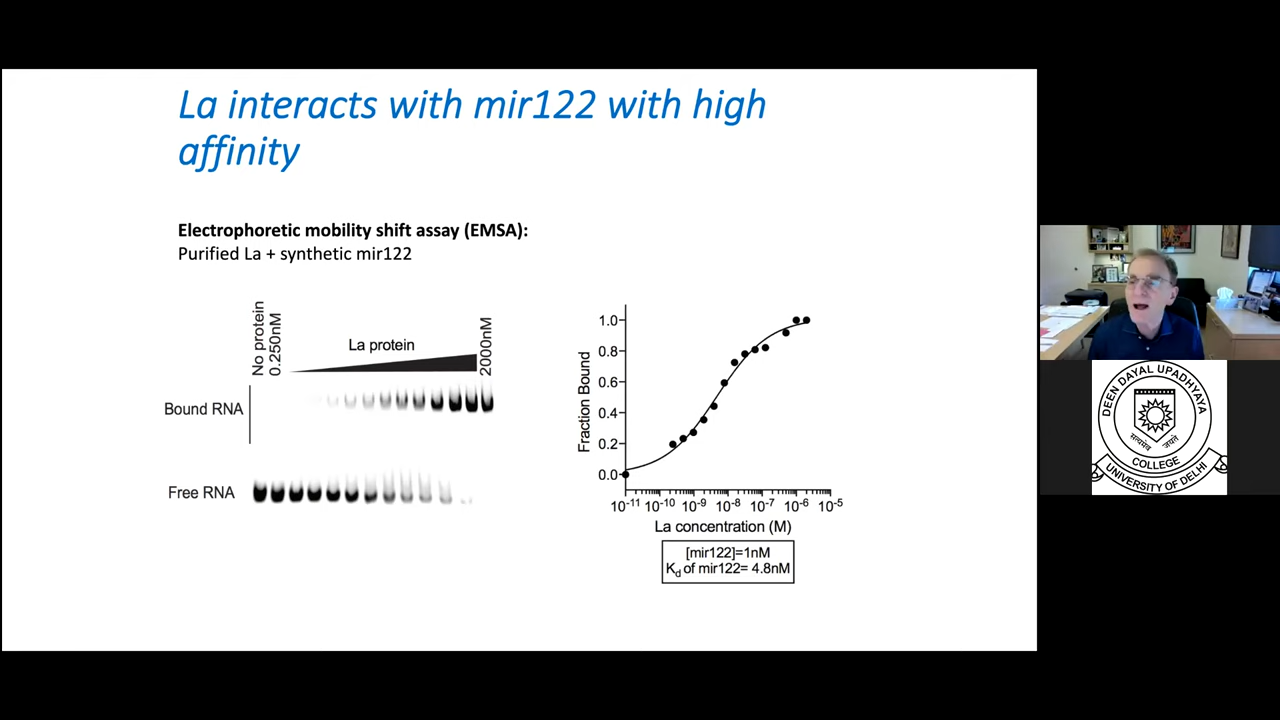 La interacts with mir122 with high
affinity
Electrophoretic mobility shift assay (EMSA):
Purified La + synthetic mir122
No protein
0.250nM
La protein
2000nM
Bound RNA
Free RNA
Fraction Bound
1.0
0.8
0.6
0.4
0.2
0.0
10-11 10-10 10-9 10-8 10-7 10-6 10-5
La concentration (M)
[mir122]=1nM
Kd of mir122= 4.8nM
DEEN DAYAL UPADHYAYA
COLLEGE
UNIVERSITY OF DELHI